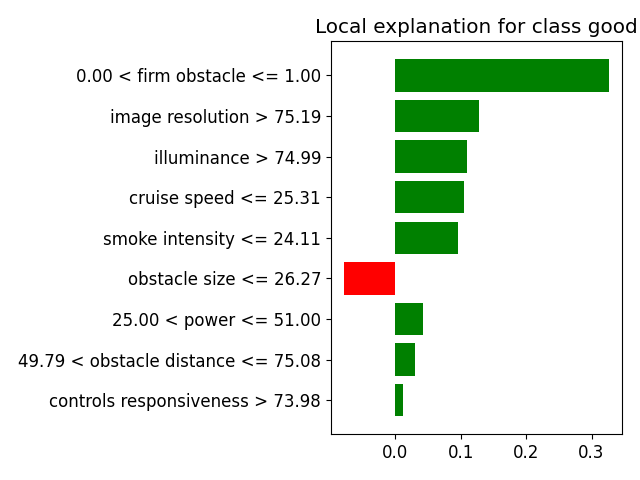 Local explanation for class good
0.00 < firm obstacle <= 1.00
image resolution > 75.19
illuminance > 74.99
cruise speed <= 25.31
smoke intensity <= 24.11
obstacle size <= 26.27
25.00 < power <= 51.00
49.79 < obstacle distance <= 75.08
controls responsiveness > 73.98
0.0 0.1 0.2 0.3